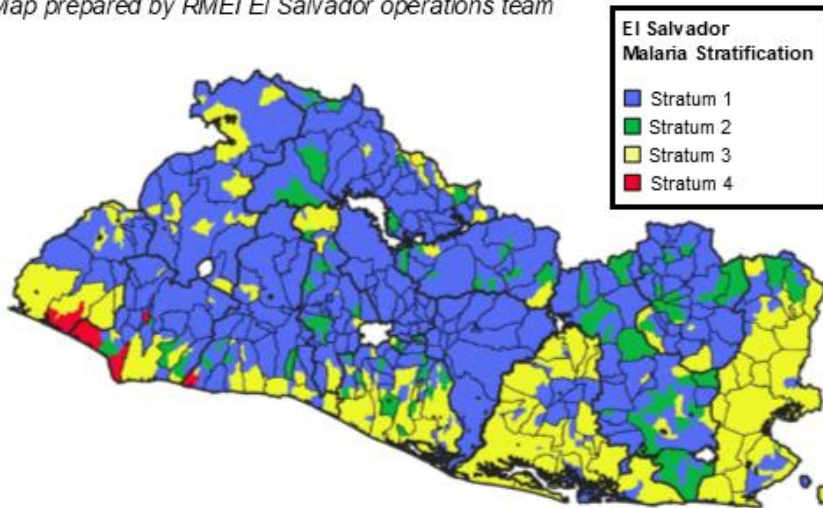 Map prepared by RMEI El Salvador operations team
El Salvador
Malaria Stratification
Stratum 1
Stratum 2
Stratum 3
Stratum 4